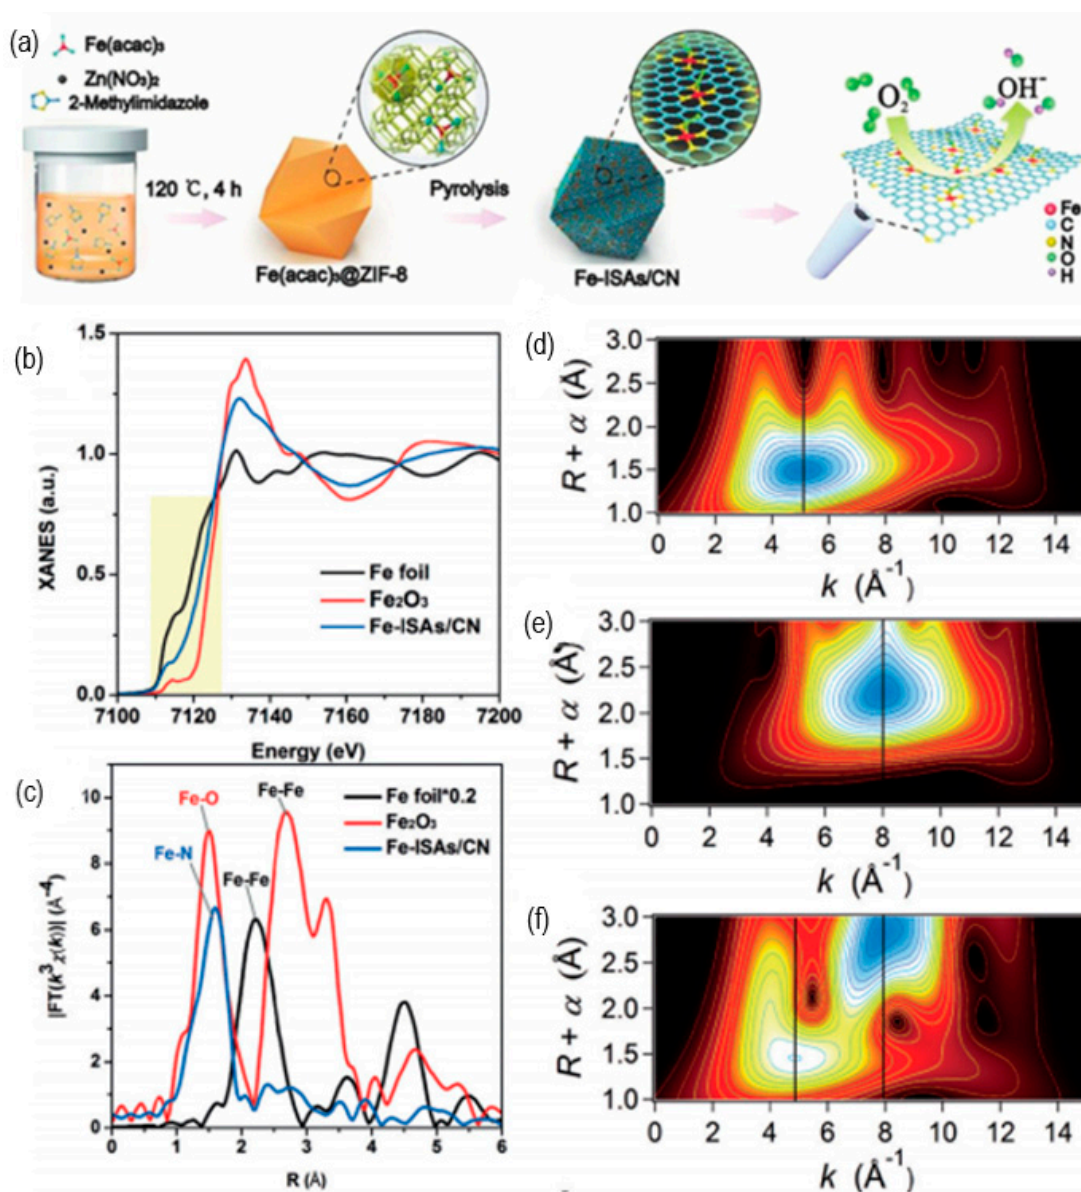 (a)
Fe(acac)₃
Zn(NO₃)₂
2-Methylimidazole
120 ℃, 4 h
Fe(acac)₃@ZIF-8
Pyrolysis
Fe-ISAs/CN
O₂
OH⁻
Fe
C
N
O
H
(b)
1.5
1.0
0.5
0.0
XANES (a.u.)
Fe foil
Fe₂O₃
Fe-ISAs/CN
7100 7120 7140 7160 7180 7200
Energy (eV)
(c)
10
8
6
4
2
0
|FT(k³χ(k))| (Å⁻⁴)
Fe-O
Fe-N
Fe-Fe
Fe-Fe
Fe foil*0.2
Fe₂O₃
Fe-ISAs/CN
0 1 2 3 4 5 6
R (Å)
(d)
3.0
2.5
2.0
1.5
1.0
R + α (Å)
0 2 4 6 8 10 12 14
k (Å⁻¹)
(e)
3.0
2.5
2.0
1.5
1.0
R + α (Å)
0 2 4 6 8 10 12 14
k (Å⁻¹)
(f)
3.0
2.5
2.0
1.5
1.0
R + α (Å)
0 2 4 6 8 10 12 14
k (Å⁻¹)